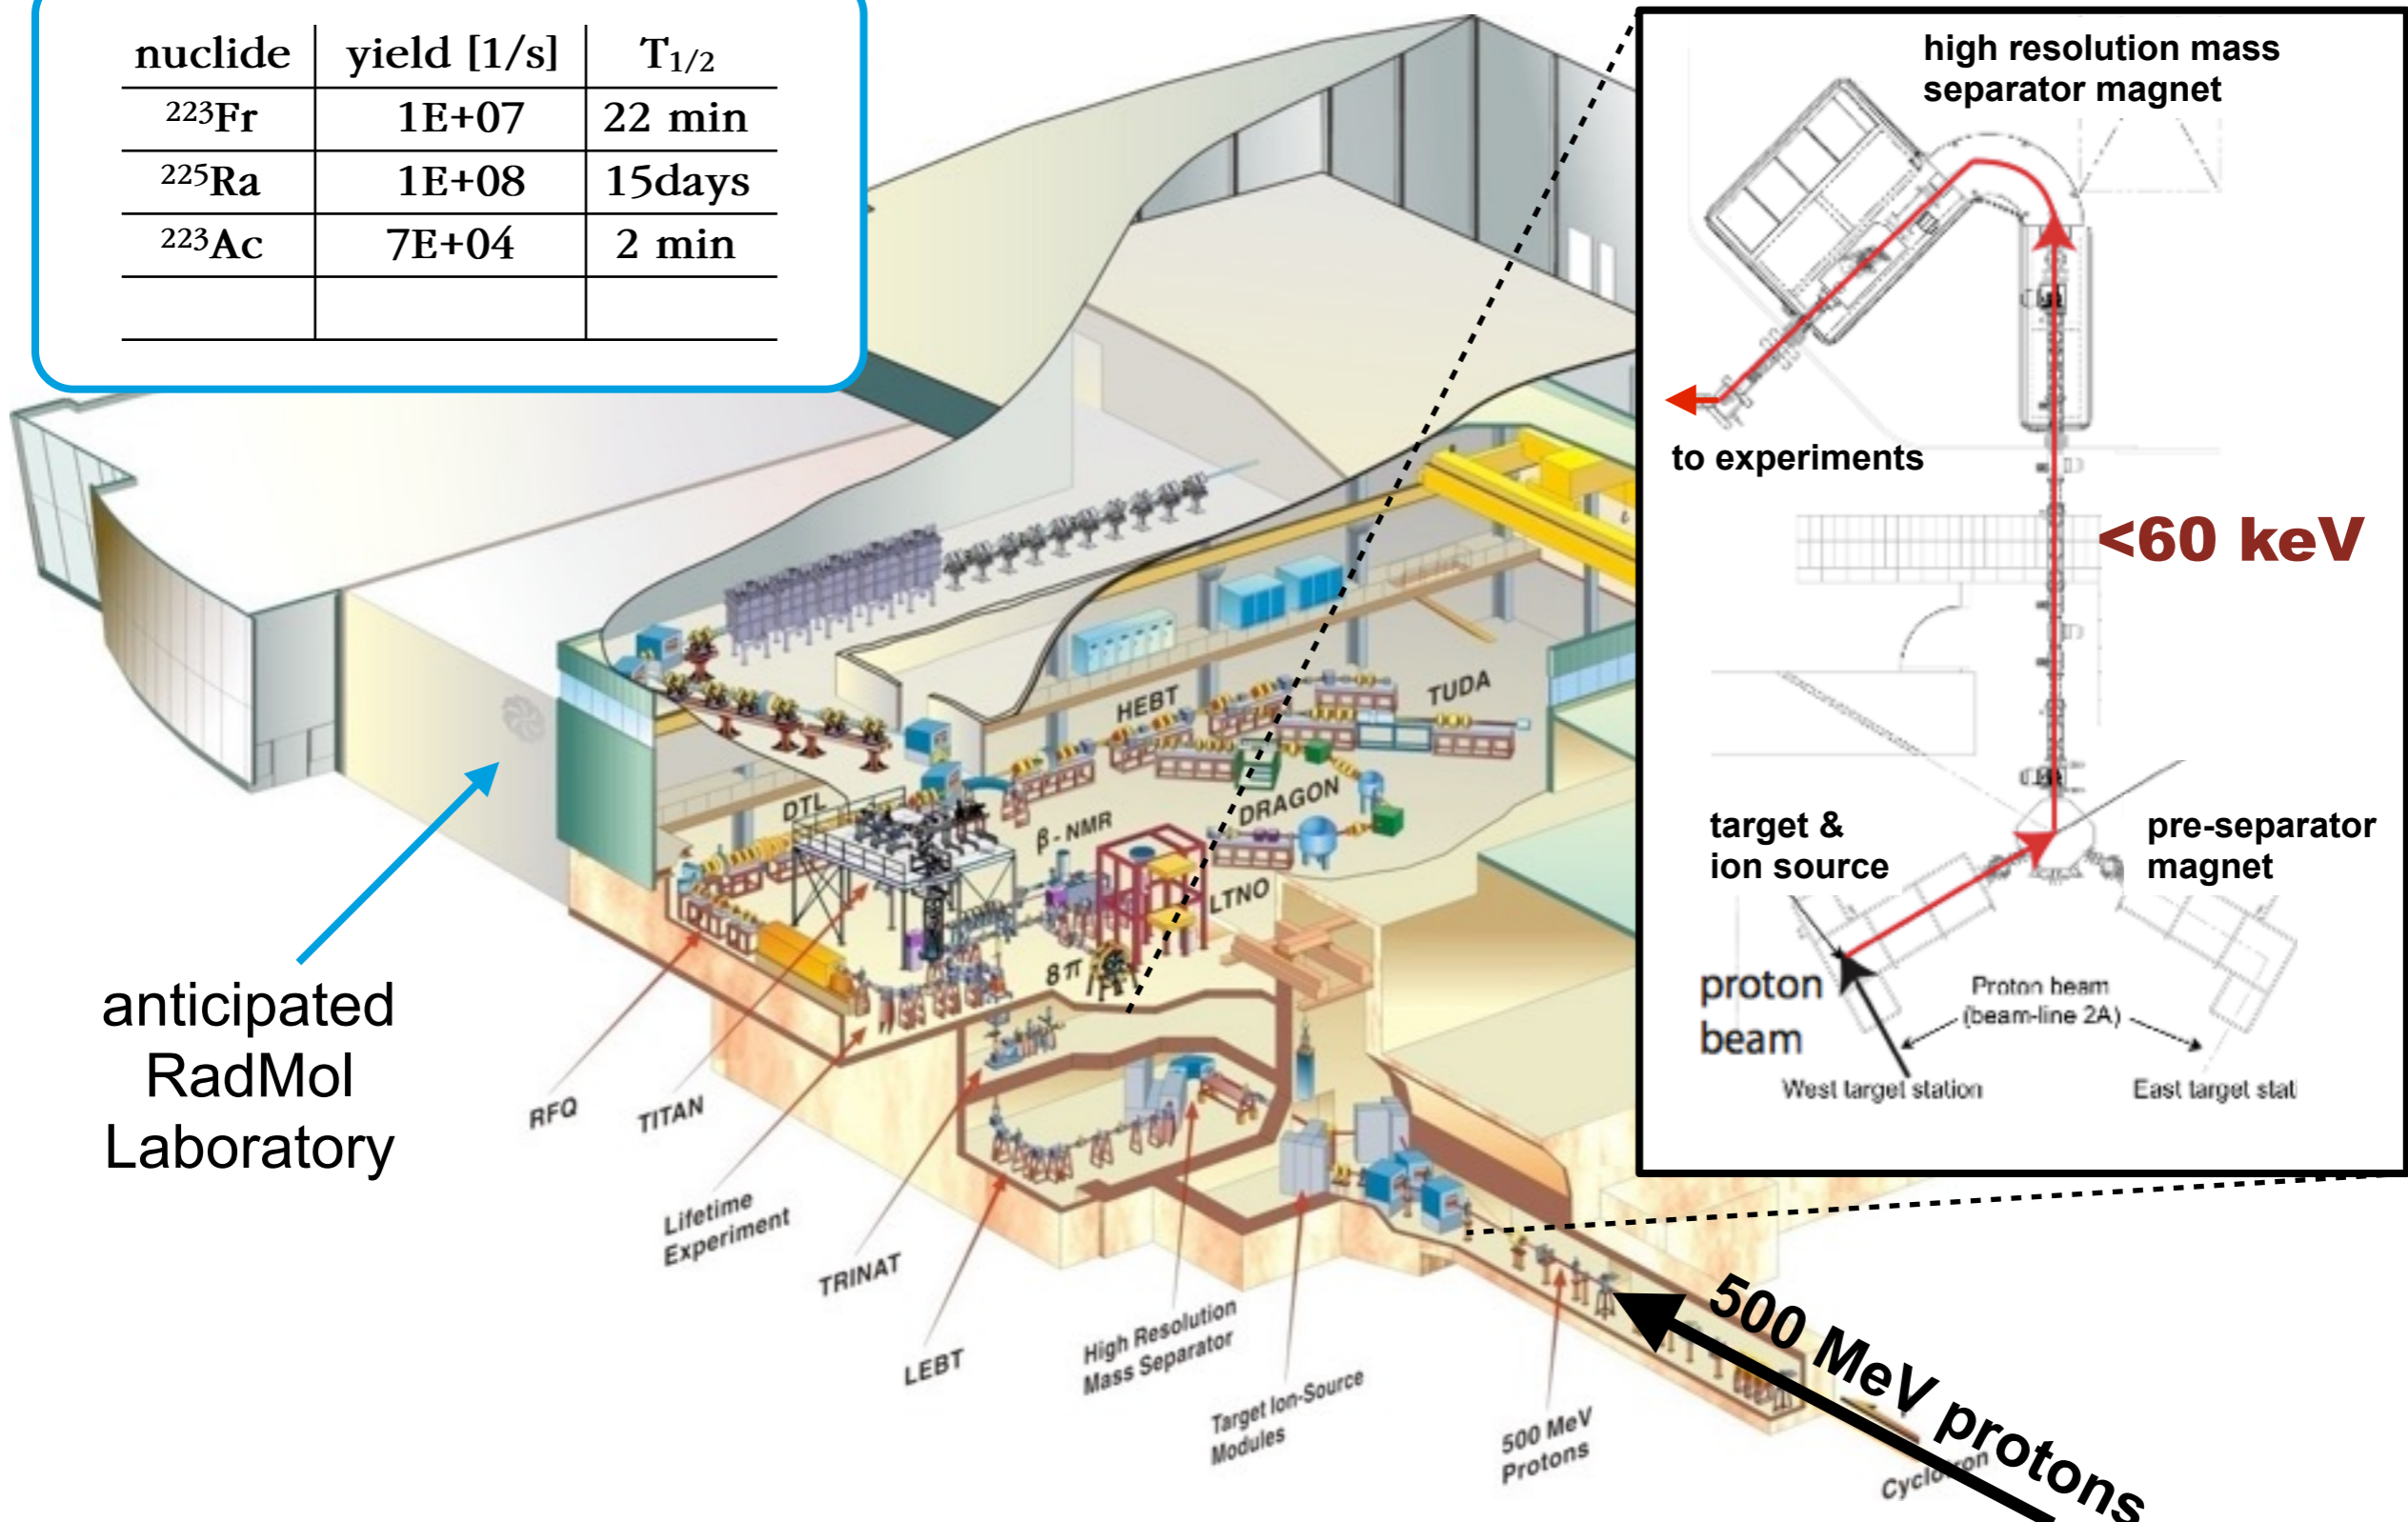 nuclide yield [1/s] T1/2
²²³Fr 1E+07 22 min
²²⁵Ra 1E+08 15days
²²³Ac 7E+04 2 min
high resolution mass
separator magnet
to experiments
<60 keV
target &
ion source
pre-separator
magnet
proton
beam
Proton beam
(beam-line 2A)
West target station
East target stati
HEBT
TUDA
DTL
β-NMR
DRAGON
LTNO
8π
anticipated
RadMol
Laboratory
RFQ
TITAN
Lifetime
Experiment
TRINAT
LEBT
High Resolution
Mass Separator
Target Ion-Source
Modules
500 MeV
Protons
Cyclotron
500 MeV protons